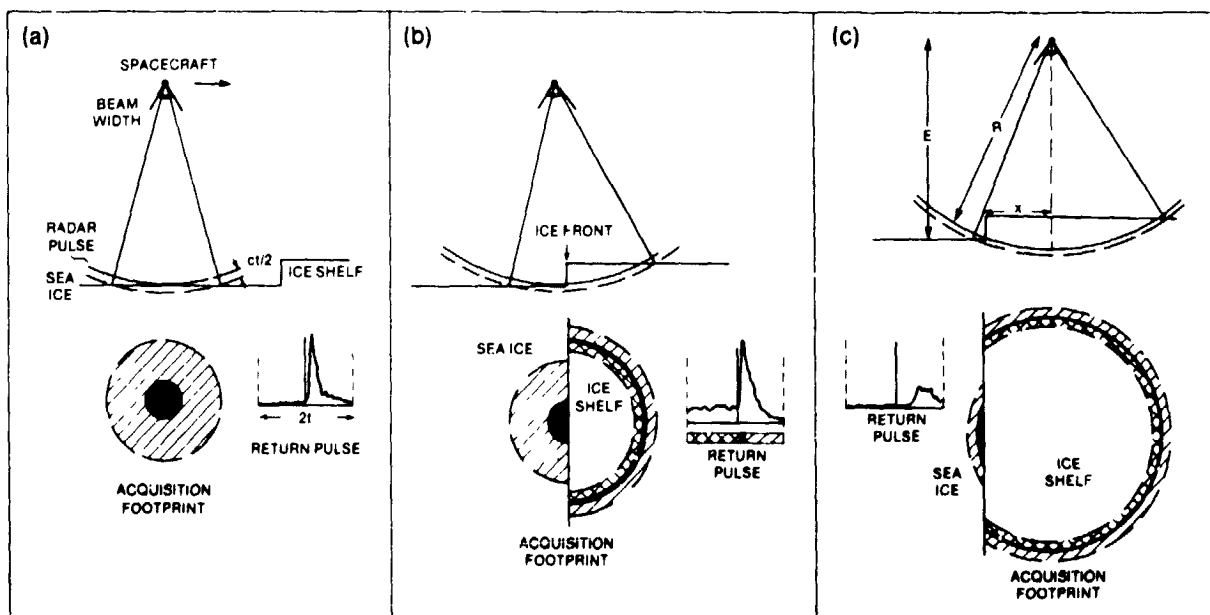 (a)
SPACECRAFT
BEAM
WIDTH
RADAR
PULSE
ct/2
SEA
ICE
ICE SHELF
2t
RETURN PULSE
ACQUISITION
FOOTPRINT
(b)
ICE FRONT
SEA ICE
ICE
SHELF
RETURN
PULSE
ACQUISITION
FOOTPRINT
(c)
E
R
x
RETURN
PULSE
SEA
ICE
ICE
SHELF
ACQUISITION
FOOTPRINT